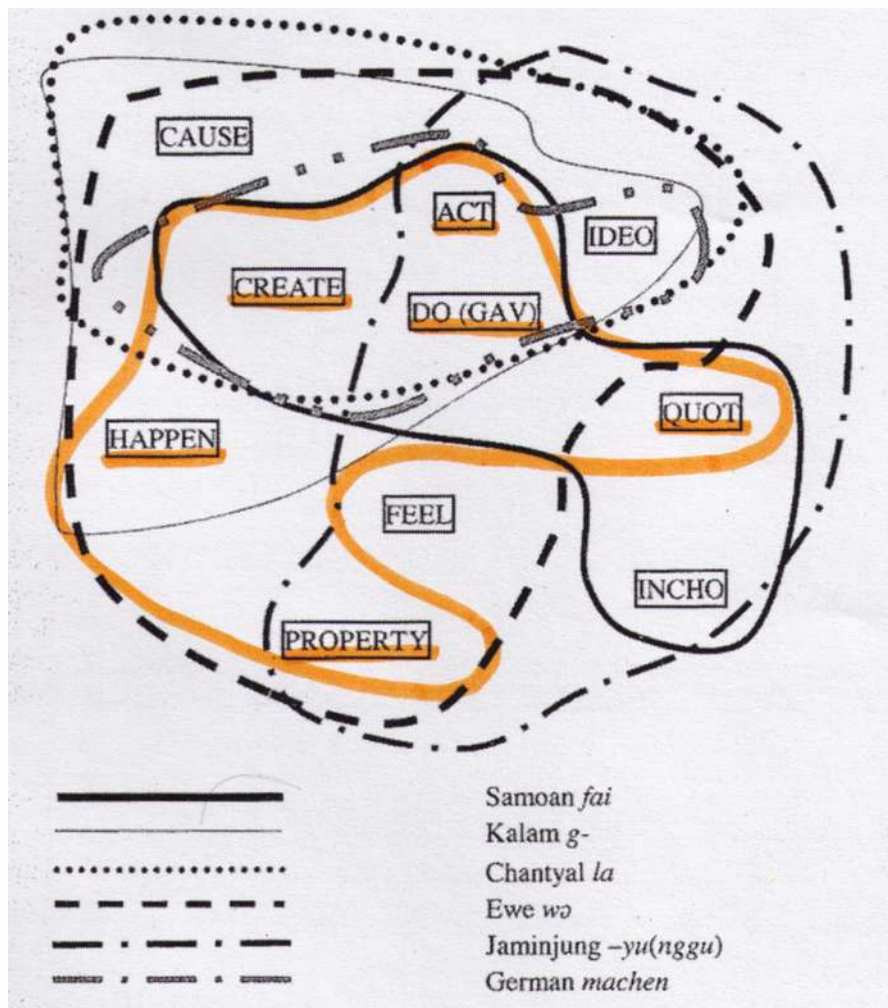 CAUSE
ACT
IDEO
CREATE
DO (GAV)
QUOT
HAPPEN
FEEL
INCHO
PROPERTY
Samoan fai
Kalam g-
Chantyal la
Ewe wɔ
Jaminjung –yu(nggu)
German machen